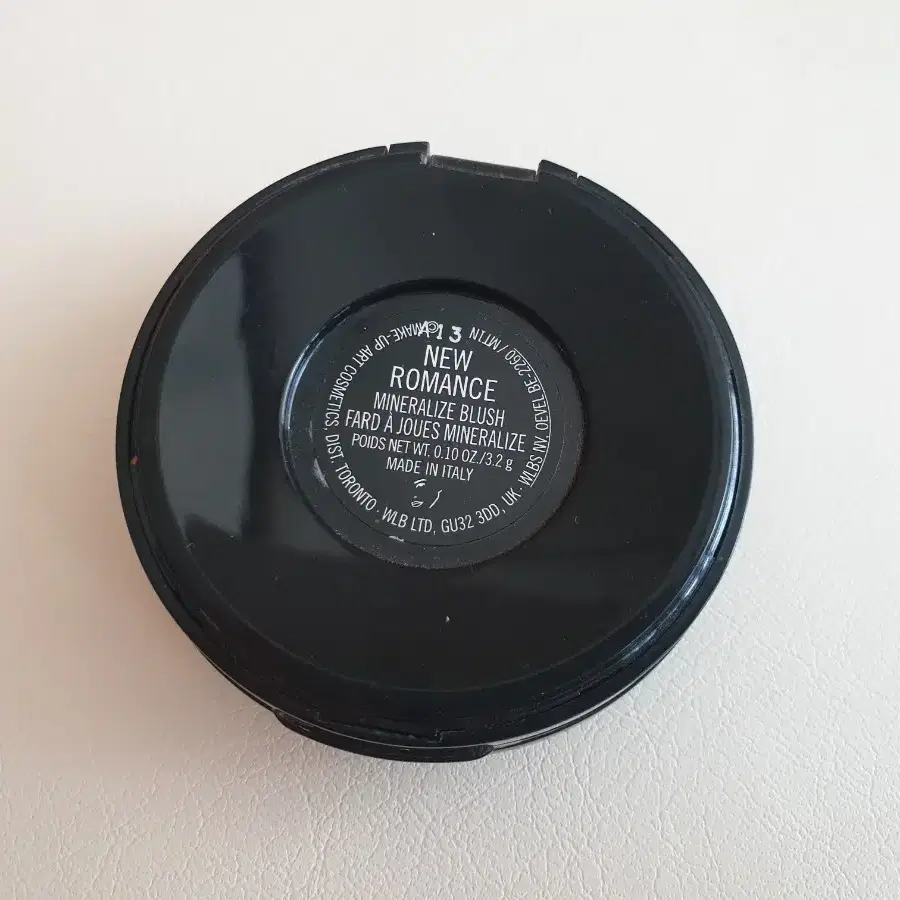 A13
NEW
ROMANCE
MINERALIZE BLUSH
FARD À JOUES MINERALIZE
POIDS NET WT. 0.10 OZ./3.2 g
MADE IN ITALY
©MAKE-UP ART COSMETICS, DIST. TORONTO · WLB LTD, GU32 3DD, UK · WLBS NV, OEVEL BE-2260 / MT1N